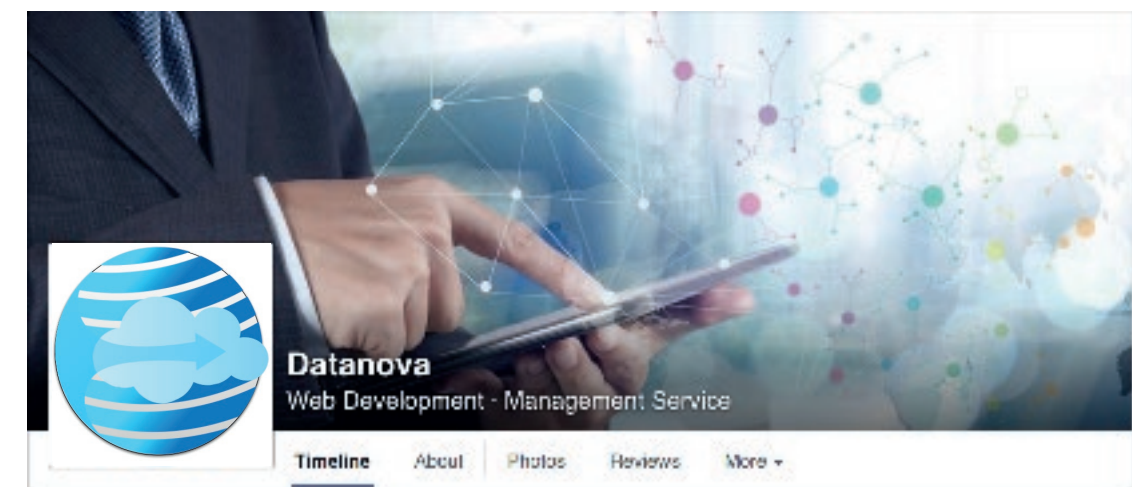 Datanova
Web Development - Management Service
Timeline About Photos Reviews More